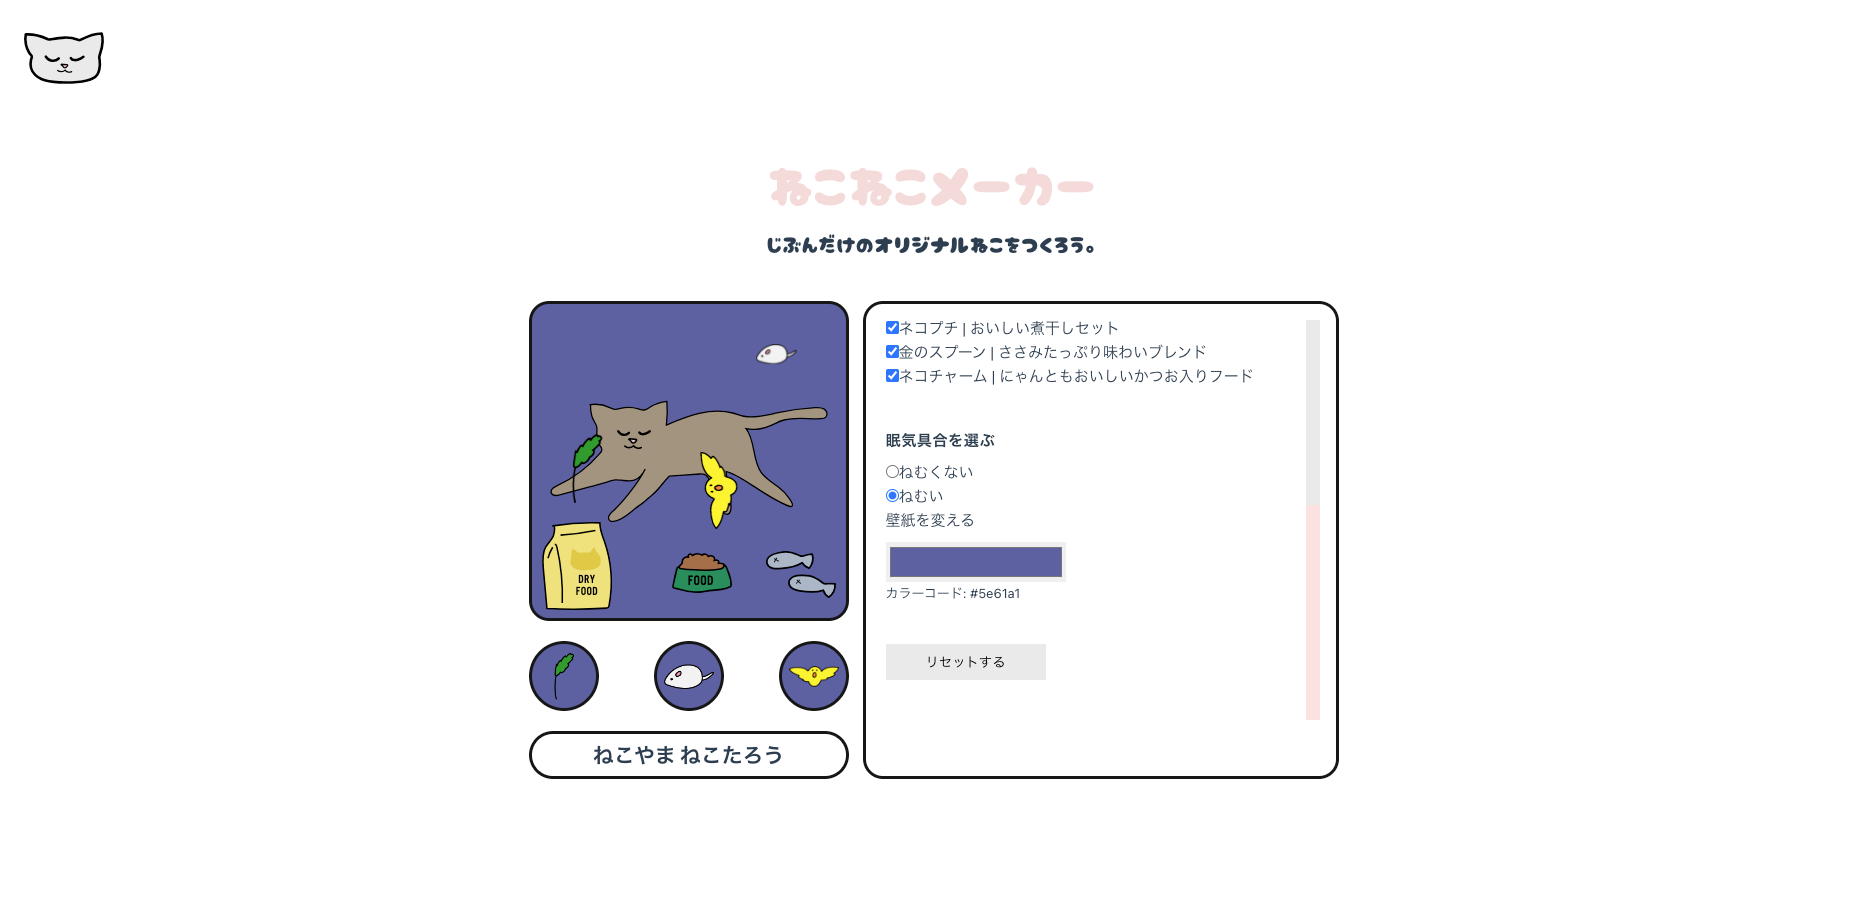 ねこねこメーカー
じぶんだけのオリジナルねこをつくろう。
DRY
FOOD
FOOD
ねこやま ねこたろう
ネコプチ | おいしい煮干しセット
金のスプーン | ささみたっぷり味わいブレンド
ネコチャーム | にゃんともおいしいかつお入りフード
眠気具合を選ぶ
ねむくない
ねむい
壁紙を変える
カラーコード: #5e61a1
リセットする